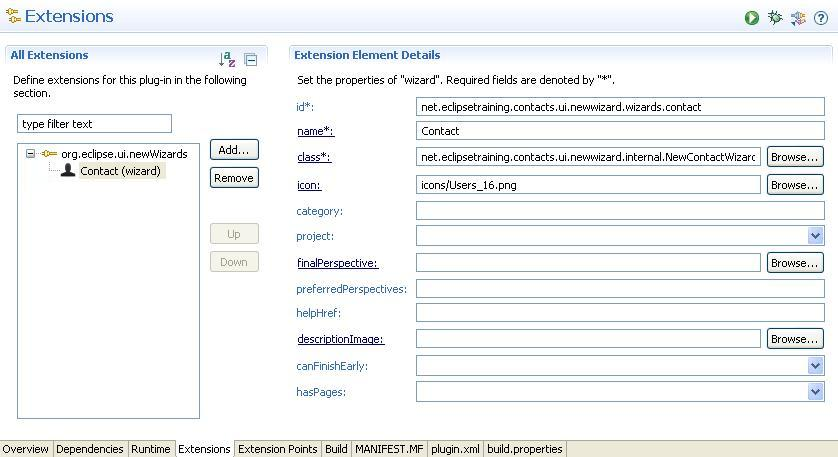 Extensions
All Extensions
Define extensions for this plug-in in the following
section.
type filter text
org.eclipse.ui.newWizards
Contact (wizard)
Add...
Remove
Up
Down
Extension Element Details
Set the properties of "wizard". Required fields are denoted by "*".
id*: net.eclipsetraining.contacts.ui.newwizard.wizards.contact
name*: Contact
class*: net.eclipsetraining.contacts.ui.newwizard.internal.NewContactWizard Browse...
icon: icons/Users_16.png Browse...
category:
project:
finalPerspective: Browse...
preferredPerspectives:
helpHref:
descriptionImage: Browse...
canFinishEarly:
hasPages:
Overview Dependencies Runtime Extensions Extension Points Build MANIFEST.MF plugin.xml build.properties